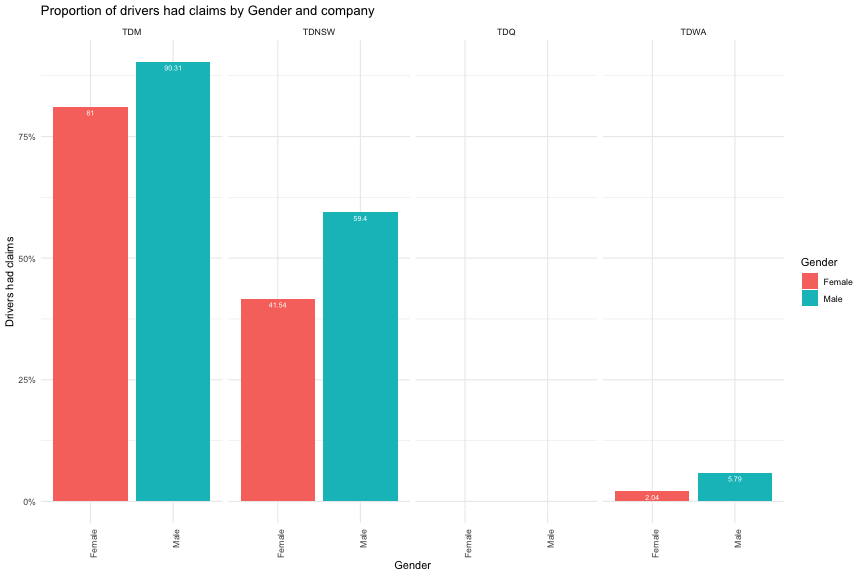 Proportion of drivers had claims by Gender and company
TDM TDNSW TDQ TDWA
90.31
81
75%
59.4
50%
41.54
25%
5.79
2.04
0%
Drivers had claims
Female Male Female Male Female Male Female Male
Gender
Gender
Female
Male